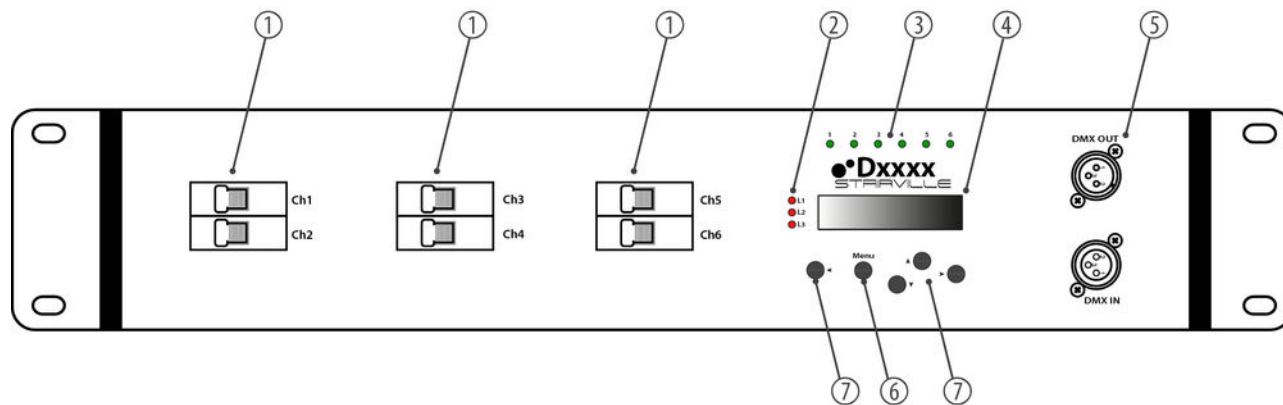 ① ① ① ② ③ ④ ⑤
1 2 3 4 5 6
DMX OUT
Dxxxx
STAIRVILLE
Ch1
Ch3
Ch5
L1
L2
L3
Ch2
Ch4
Ch6
Menu
DMX IN
⑦ ⑥ ⑦